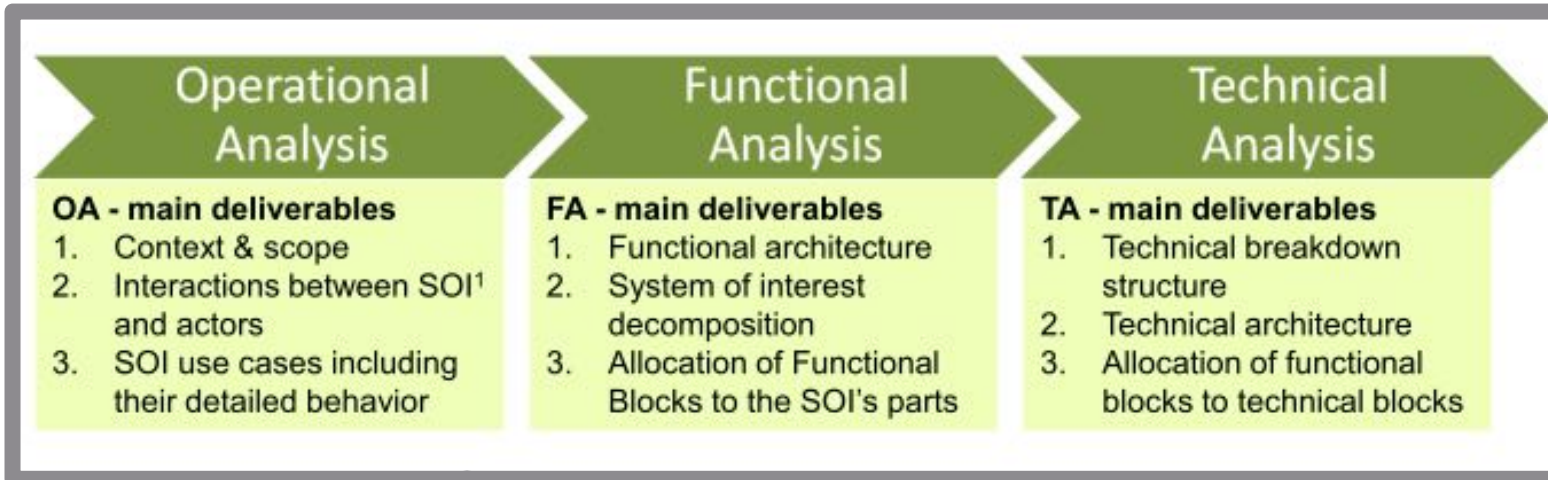 Operational
Analysis
OA - main deliverables
1. Context & scope
2. Interactions between SOI¹
and actors
3. SOI use cases including
their detailed behavior
Functional
Analysis
FA - main deliverables
1. Functional architecture
2. System of interest
decomposition
3. Allocation of Functional
Blocks to the SOI's parts
Technical
Analysis
TA - main deliverables
1. Technical breakdown
structure
2. Technical architecture
3. Allocation of functional
blocks to technical blocks